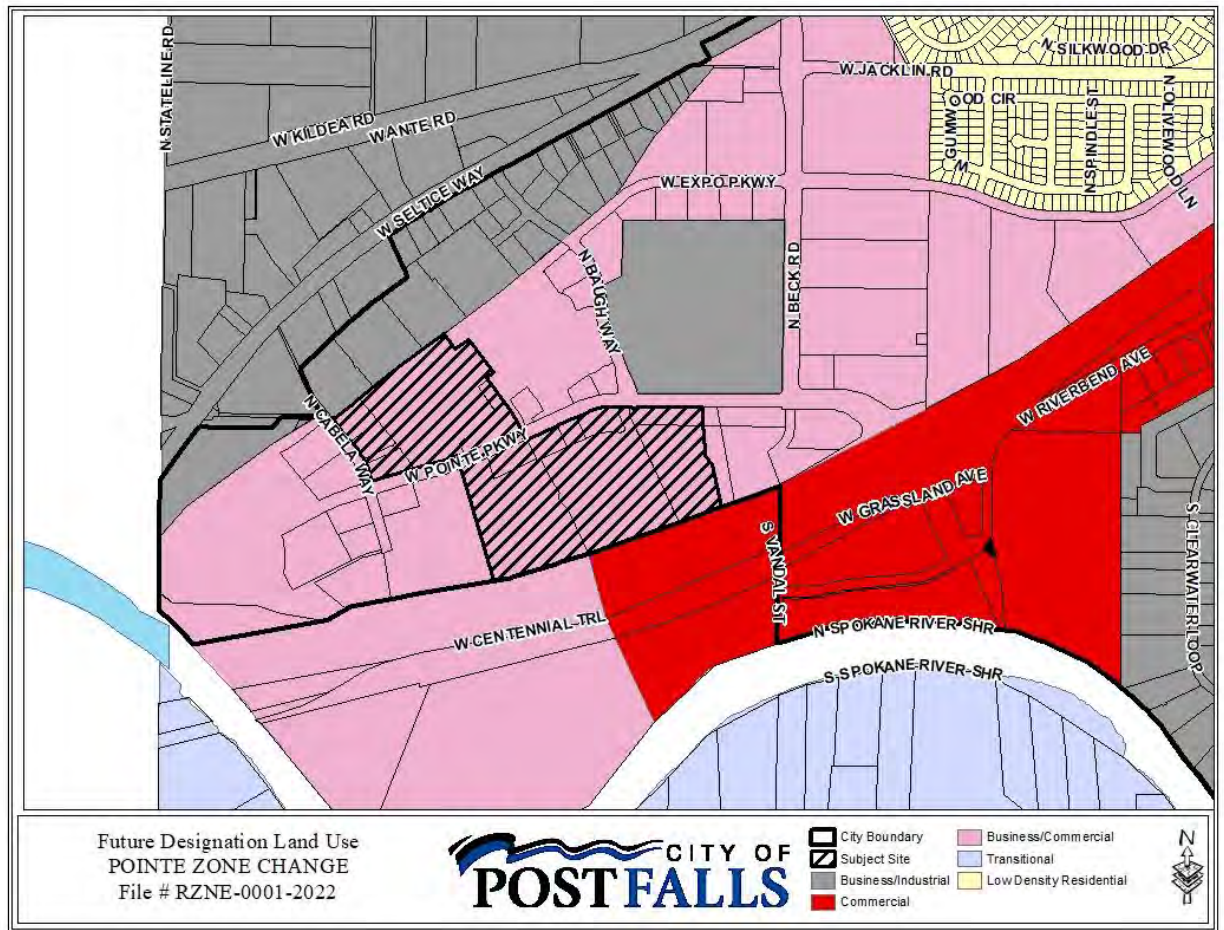 N STATELINE RD
W KILDEA RD
W ANTE RD
W SELTICE WAY
W JACKLIN RD
N SILKWOOD DR
GUMWOOD CIR
W
N SPINDLE ST
N OLIVEWOOD LN
W EXPO PKWY
N BAUGH WAY
N BECK RD
N CABELA WAY
W POINTE PKWY
W RIVERBEND AVE
W GRASSLAND AVE
S VANDAL ST
S CLEARWATER LOOP
W CENTENNIAL TRL
N SPOKANE RIVER SHR
S SPOKANE RIVER SHR
Future Designation Land Use
POINTE ZONE CHANGE
File # RZNE-0001-2022
CITY OF
POST FALLS
City Boundary
Subject Site
Business/Industrial
Commercial
Business/Commercial
Transitional
Low Density Residential
N